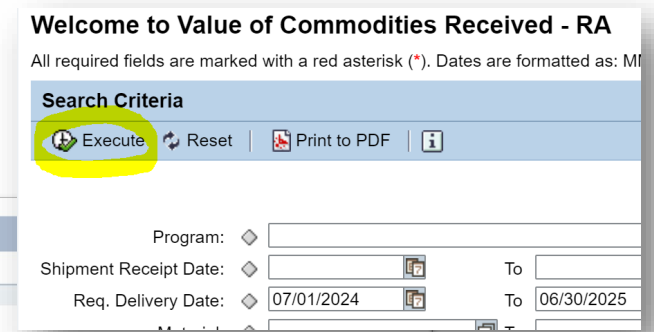 Welcome to Value of Commodities Received - RA
All required fields are marked with a red asterisk (*). Dates are formatted as:
Search Criteria
Execute Reset Print to PDF
Program:
Shipment Receipt Date: To
Req. Delivery Date: 07/01/2024 To 06/30/2025